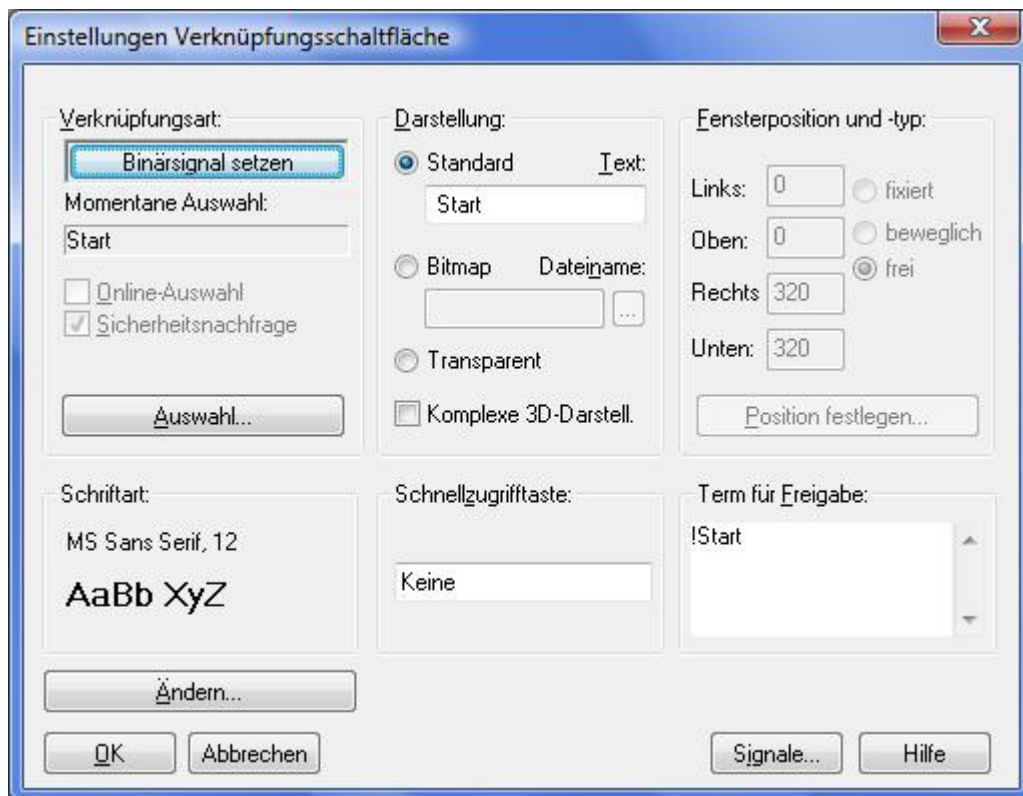 Einstellungen Verknüpfungsschaltfläche
Verknüpfungsart:
Binärsignal setzen
Momentane Auswahl:
Start
Online-Auswahl
Sicherheitsnachfrage
Auswahl...
Darstellung:
Standard Text:
Start
Bitmap Dateiname:
...
Transparent
Komplexe 3D-Darstell.
Fensterposition und -typ:
Links: 0 fixiert
Oben: 0 beweglich
frei
Rechts 320
Unten: 320
Position festlegen...
Schriftart:
MS Sans Serif, 12
AaBb XyZ
Schnellzugrifftaste:
Keine
Term für Freigabe:
!Start
Ändern...
OK Abbrechen Signale... Hilfe